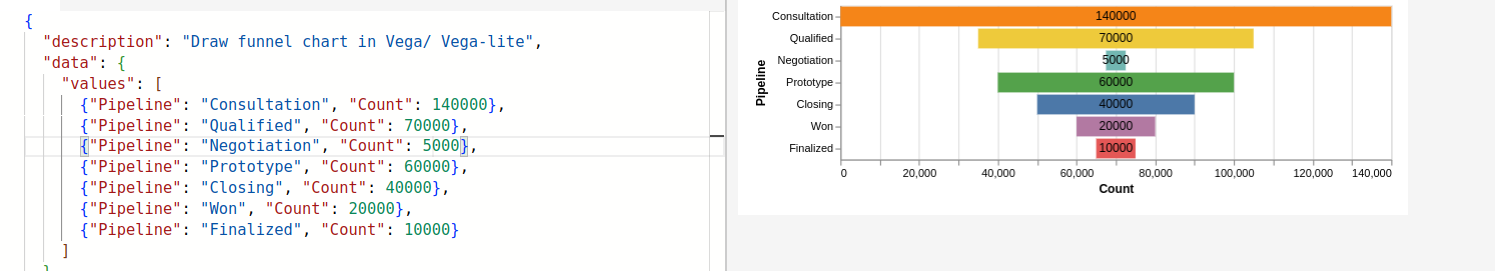 {
"description": "Draw funnel chart in Vega/ Vega-lite",
"data": {
"values": [
{"Pipeline": "Consultation", "Count": 140000},
{"Pipeline": "Qualified", "Count": 70000},
{"Pipeline": "Negotiation", "Count": 5000},
{"Pipeline": "Prototype", "Count": 60000},
{"Pipeline": "Closing", "Count": 40000},
{"Pipeline": "Won", "Count": 20000},
{"Pipeline": "Finalized", "Count": 10000}
]
}
Pipeline
Consultation 140000
Qualified 70000
Negotiation 5000
Prototype 60000
Closing 40000
Won 20000
Finalized 10000
0 20,000 40,000 60,000 80,000 100,000 120,000 140,000
Count